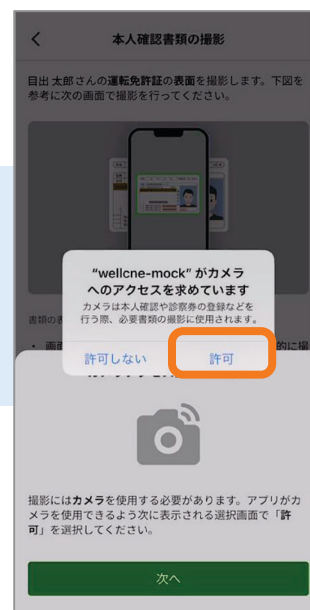 本人確認書類の撮影
目出 太郎さんの運転免許証の表面を撮影します。下図を
参考に次の画面で撮影を行ってください。
"wellcne-mock" がカメラ
へのアクセスを求めています
カメラは本人確認や診察券の登録などを
行う際、必要書類の撮影に使用されます。
書類の表
・ 画面
的に撮
許可しない
許可
撮影にはカメラを使用する必要があります。アプリがカ
メラを使用できるよう次に表示される選択画面で「許
可」を選択してください。
次へ